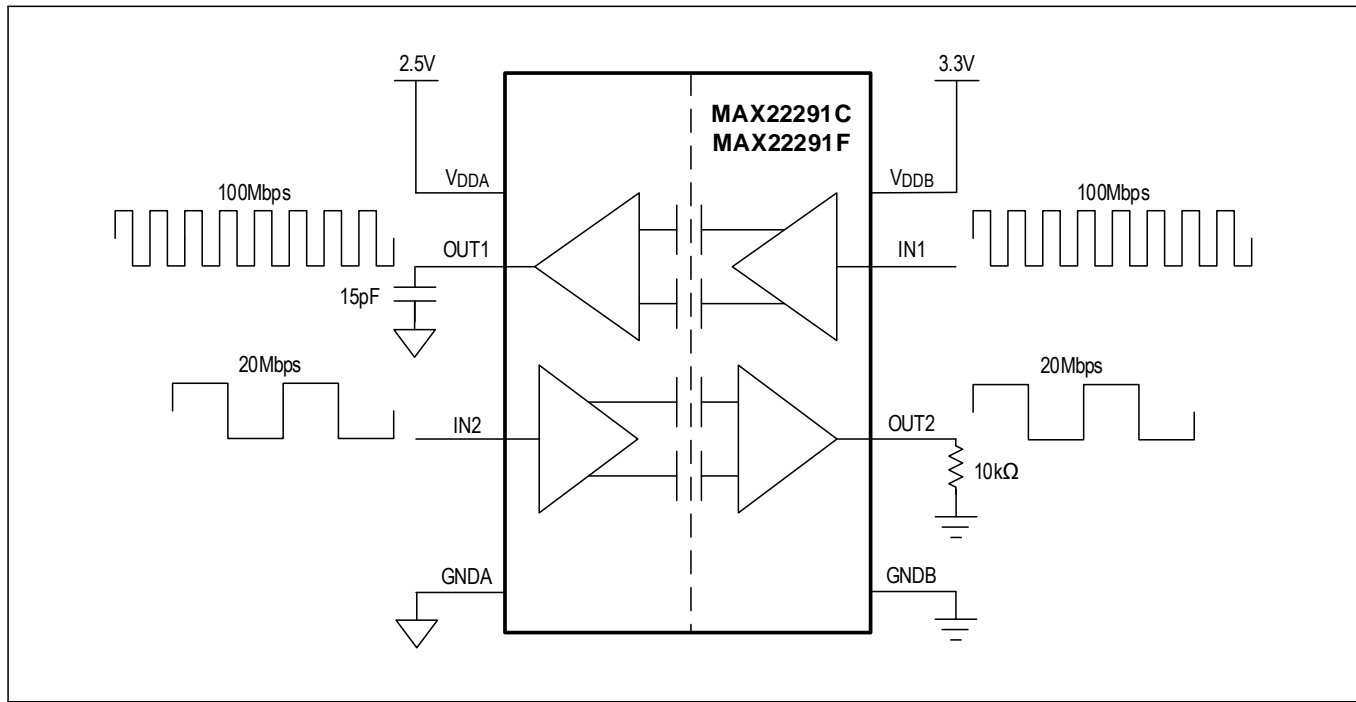 2.5V
3.3V
MAX22291C
MAX22291F
VDDA
VDDB
100Mbps
100Mbps
OUT1
IN1
15pF
20Mbps
20Mbps
IN2
OUT2
10kΩ
GNDA
GNDB